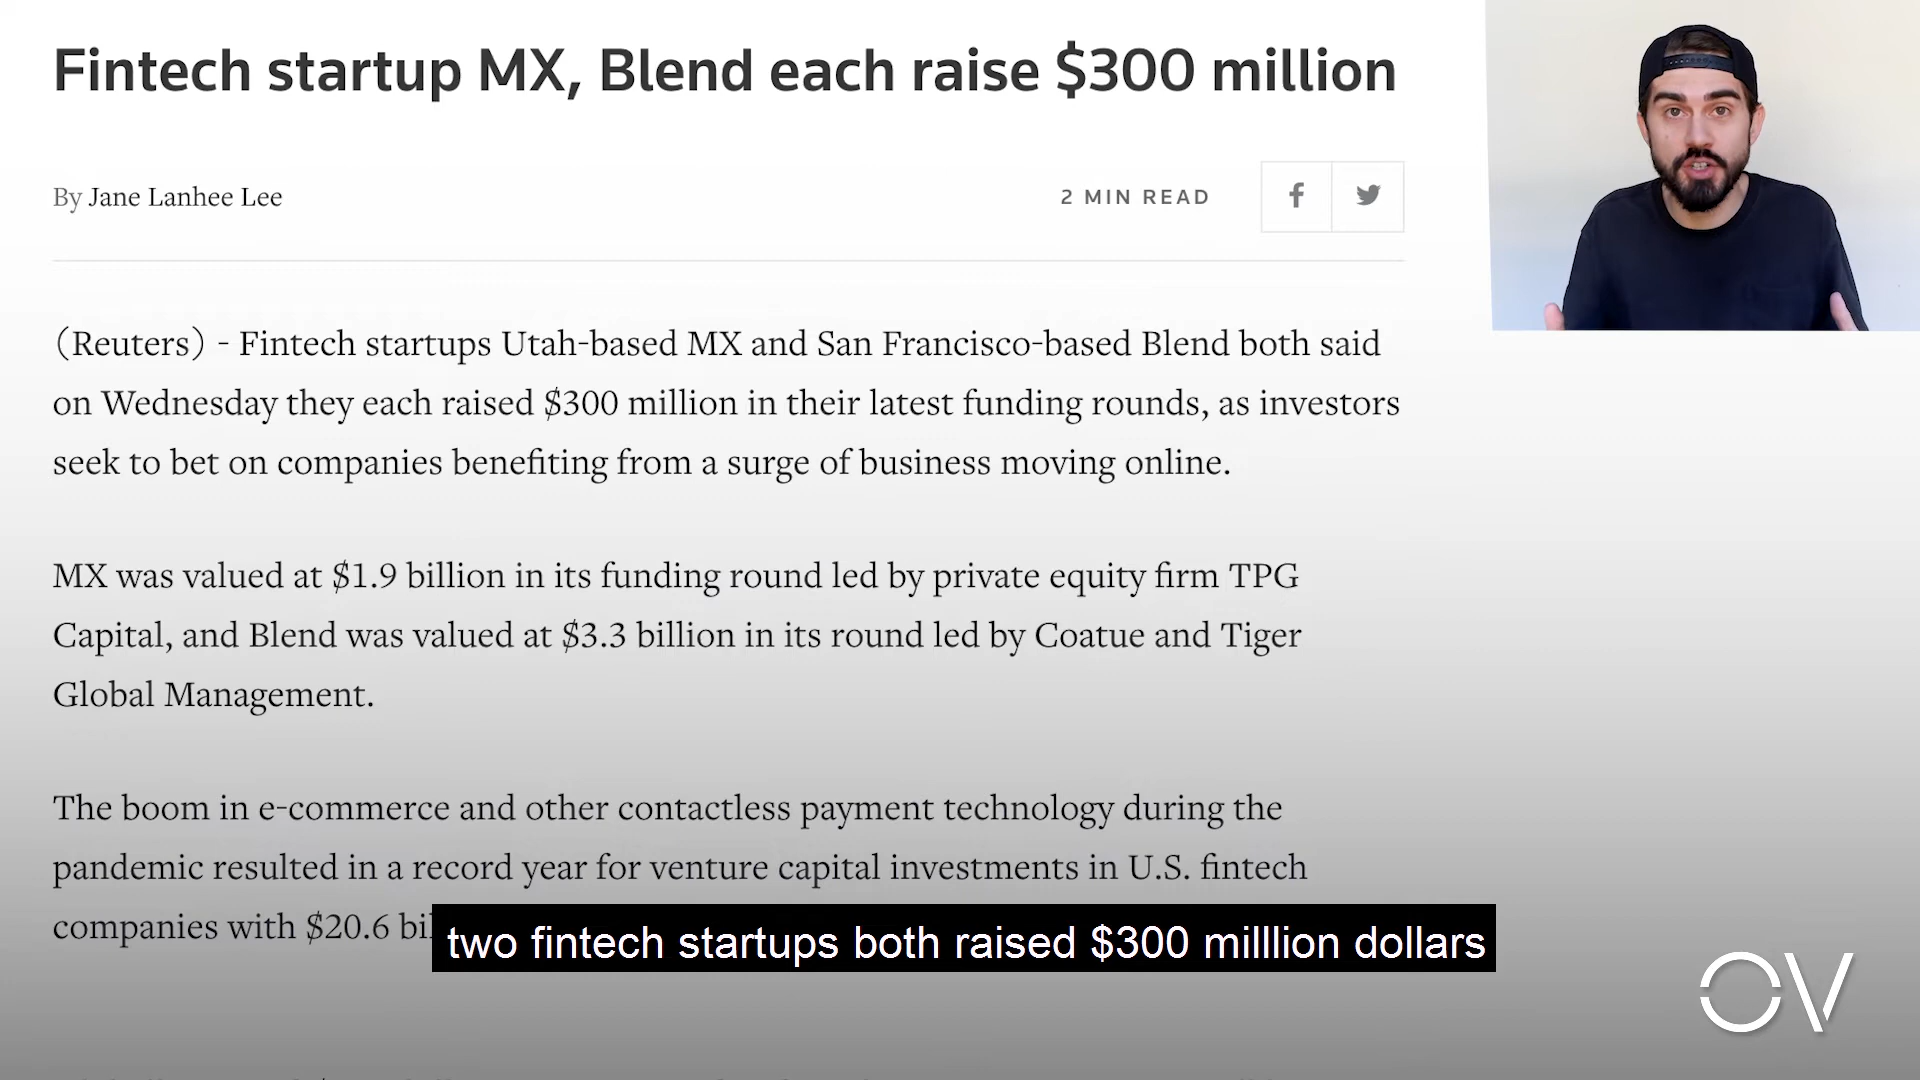 Fintech startup MX, Blend each raise $300 million
By Jane Lanhee Lee
2 MIN READ
(Reuters) - Fintech startups Utah-based MX and San Francisco-based Blend both said
on Wednesday they each raised $300 million in their latest funding rounds, as investors
seek to bet on companies benefiting from a surge of business moving online.
MX was valued at $1.9 billion in its funding round led by private equity firm TPG
Capital, and Blend was valued at $3.3 billion in its round led by Coatue and Tiger
Global Management.
The boom in e-commerce and other contactless payment technology during the
pandemic resulted in a record year for venture capital investments in U.S. fintech
companies with $20.6
two fintech startups both raised $300 milllion dollars
OV